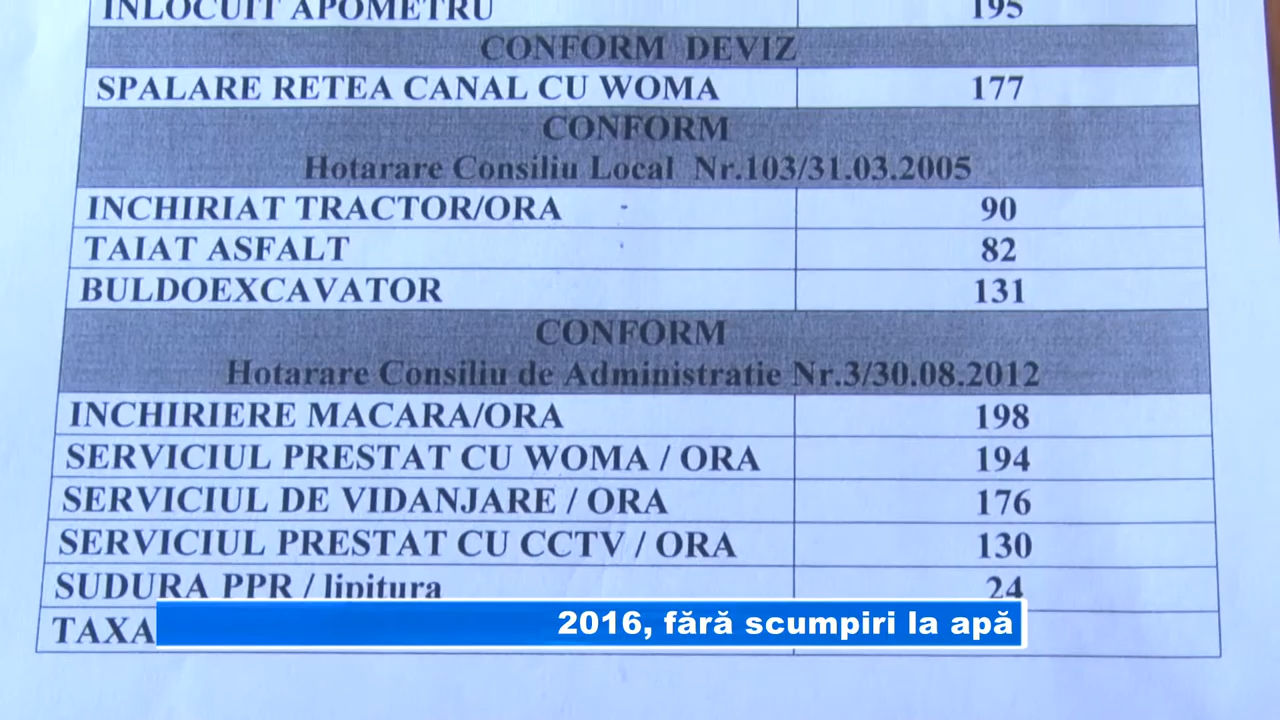 INLOCUIT APOMETRU 195
CONFORM DEVIZ
SPALARE RETEA CANAL CU WOMA 177
CONFORM
Hotarare Consiliu Local Nr.103/31.03.2005
INCHIRIAT TRACTOR/ORA 90
TAIAT ASFALT 82
BULDOEXCAVATOR 131
CONFORM
Hotarare Consiliu de Administratie Nr.3/30.08.2012
INCHIRIERE MACARA/ORA 198
SERVICIUL PRESTAT CU WOMA / ORA 194
SERVICIUL DE VIDANJARE / ORA 176
SERVICIUL PRESTAT CU CCTV / ORA 130
SUDURA PPR / lipitura 24
TAXA
2016, fără scumpiri la apă